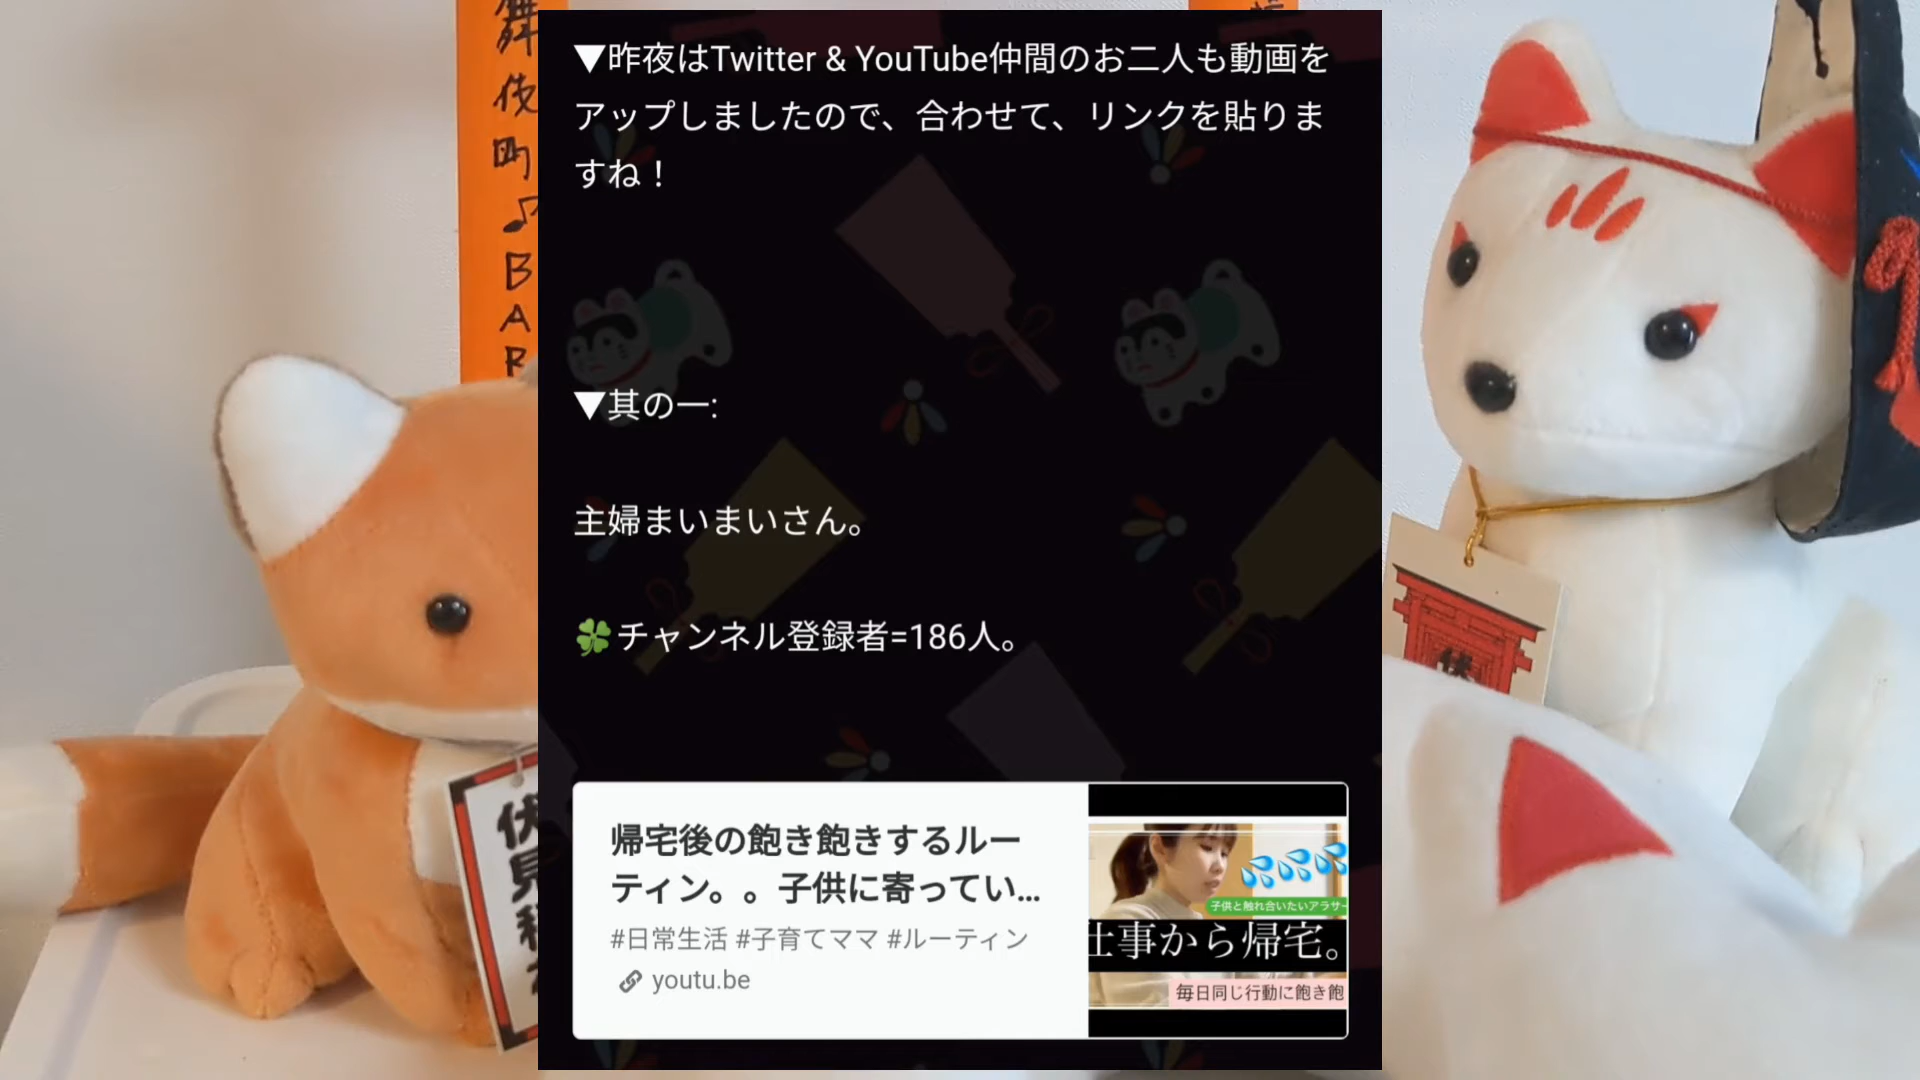 ▼昨夜はTwitter & YouTube仲間のお二人も動画を
アップしましたので、合わせて、リンクを貼りま
すね！
▼其の一:
主婦まいまいさん。
🍀チャンネル登録者=186人。
帰宅後の飽き飽きするルー
ティン。。子供に寄ってい...
#日常生活 #子育てママ #ルーティン
youtu.be
子供と触れ合いたいアラサー
仕事から帰宅。
毎日同じ行動に飽き飽
舞
伎
町
♪
B
A
R
伏
見
稲